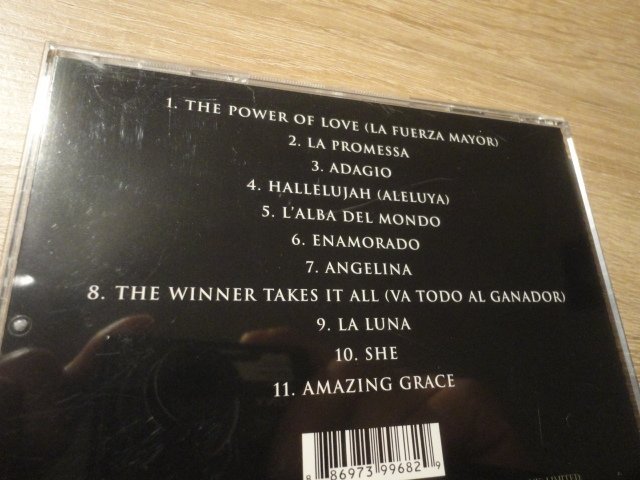 1. THE POWER OF LOVE (LA FUERZA MAYOR)
2. LA PROMESSA
3. ADAGIO
4. HALLELUJAH (ALELUYA)
5. L'ALBA DEL MONDO
6. ENAMORADO
7. ANGELINA
8. THE WINNER TAKES IT ALL (VA TODO AL GANADOR)
9. LA LUNA
10. SHE
11. AMAZING GRACE
8 86973 99682 9
LIMITED.